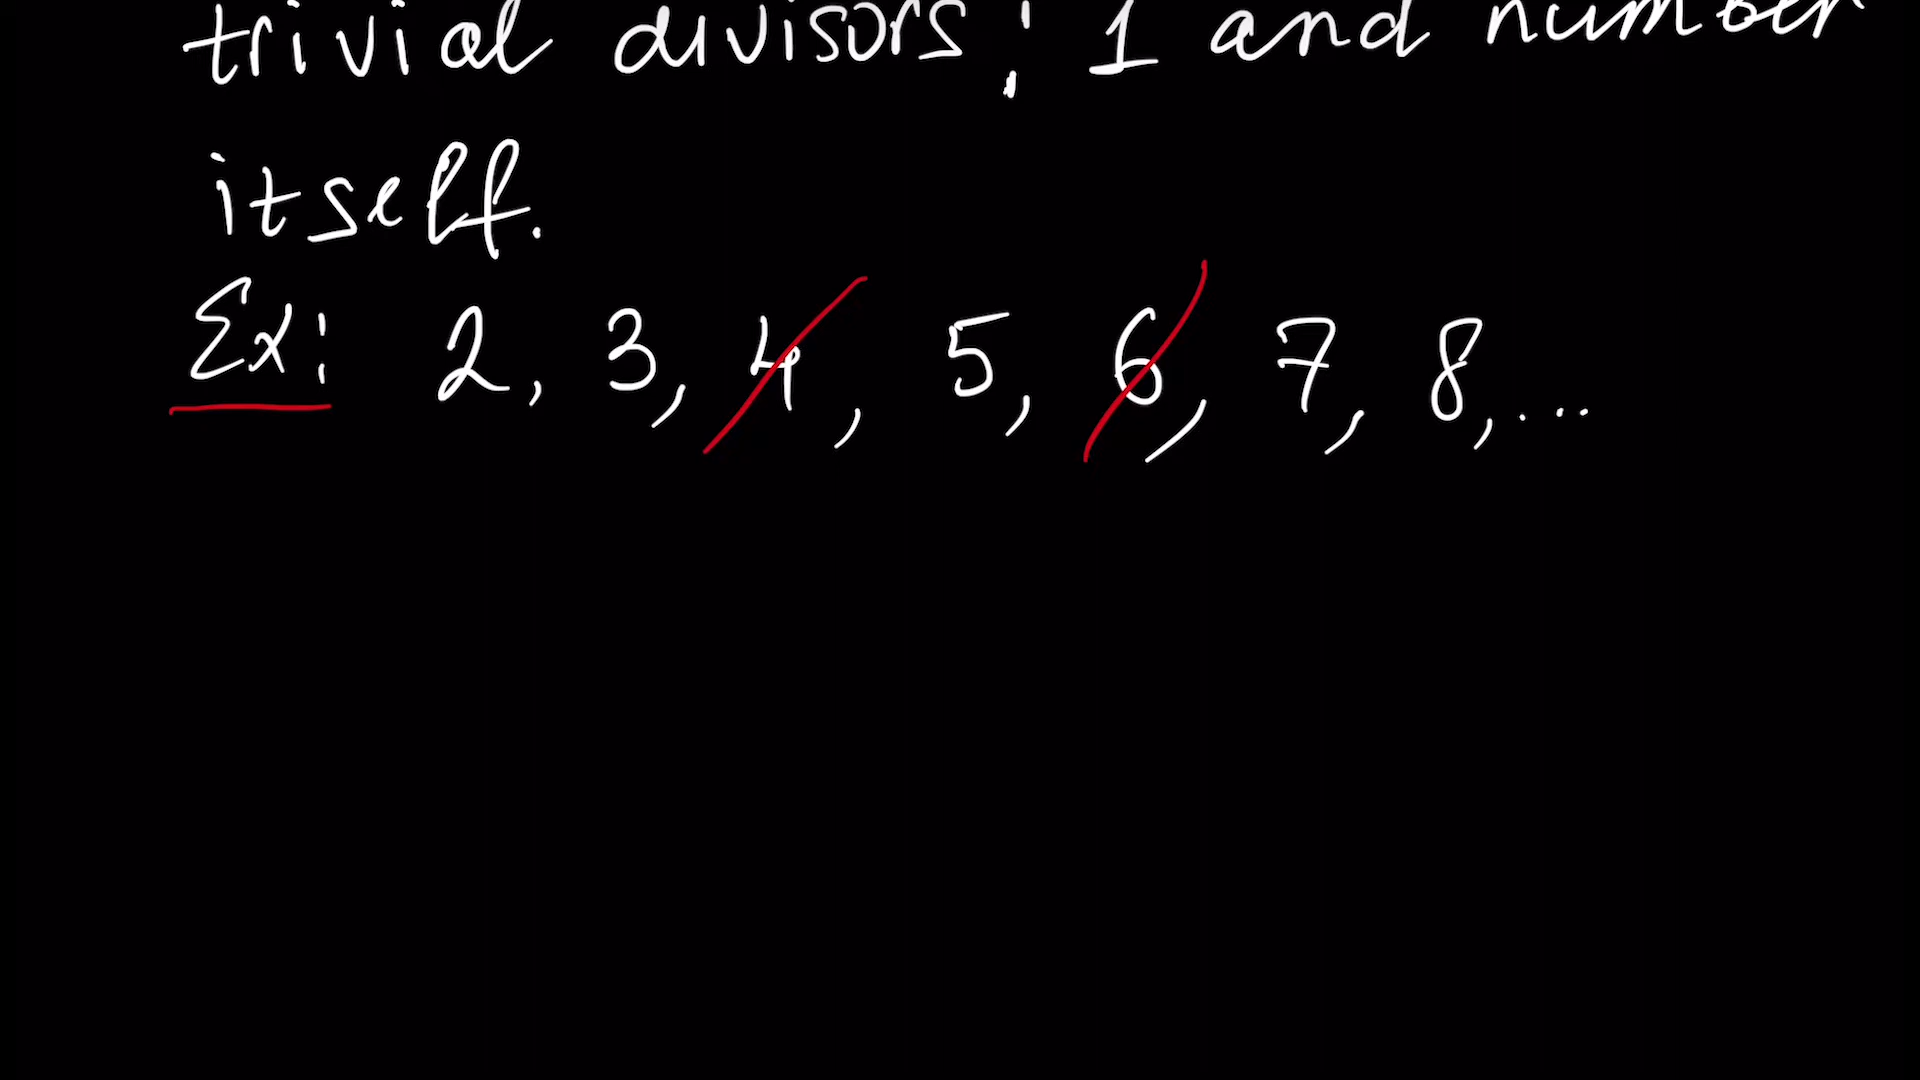 trivial divisors: 1 and number
itself.
Ex: 2, 3, 4, 5, 6, 7, 8, ...